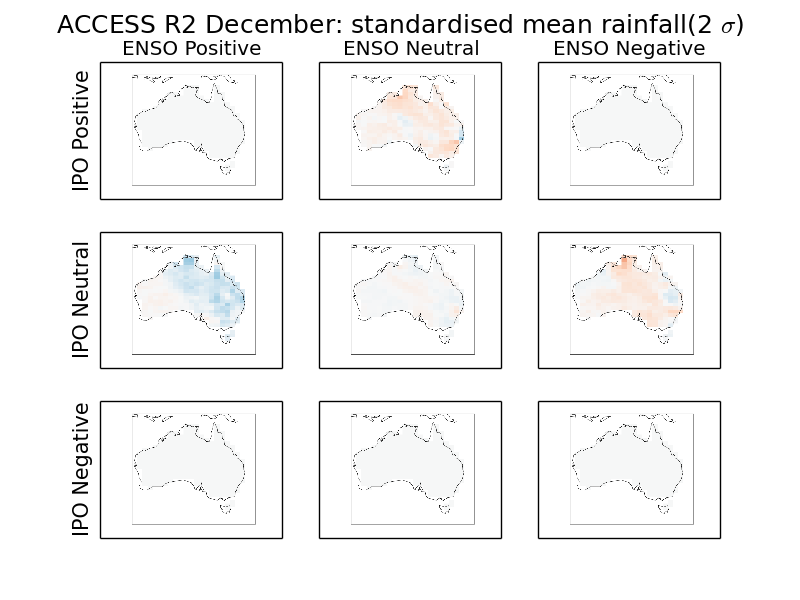 ACCESS R2 December: standardised mean rainfall(2 σ)
ENSO Positive ENSO Neutral ENSO Negative
IPO Positive
IPO Neutral
IPO Negative